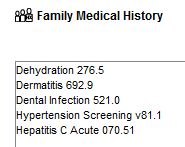 Family Medical History
Dehydration 276.5
Dermatitis 692.9
Dental Infection 521.0
Hypertension Screening v81.1
Hepatitis C Acute 070.51